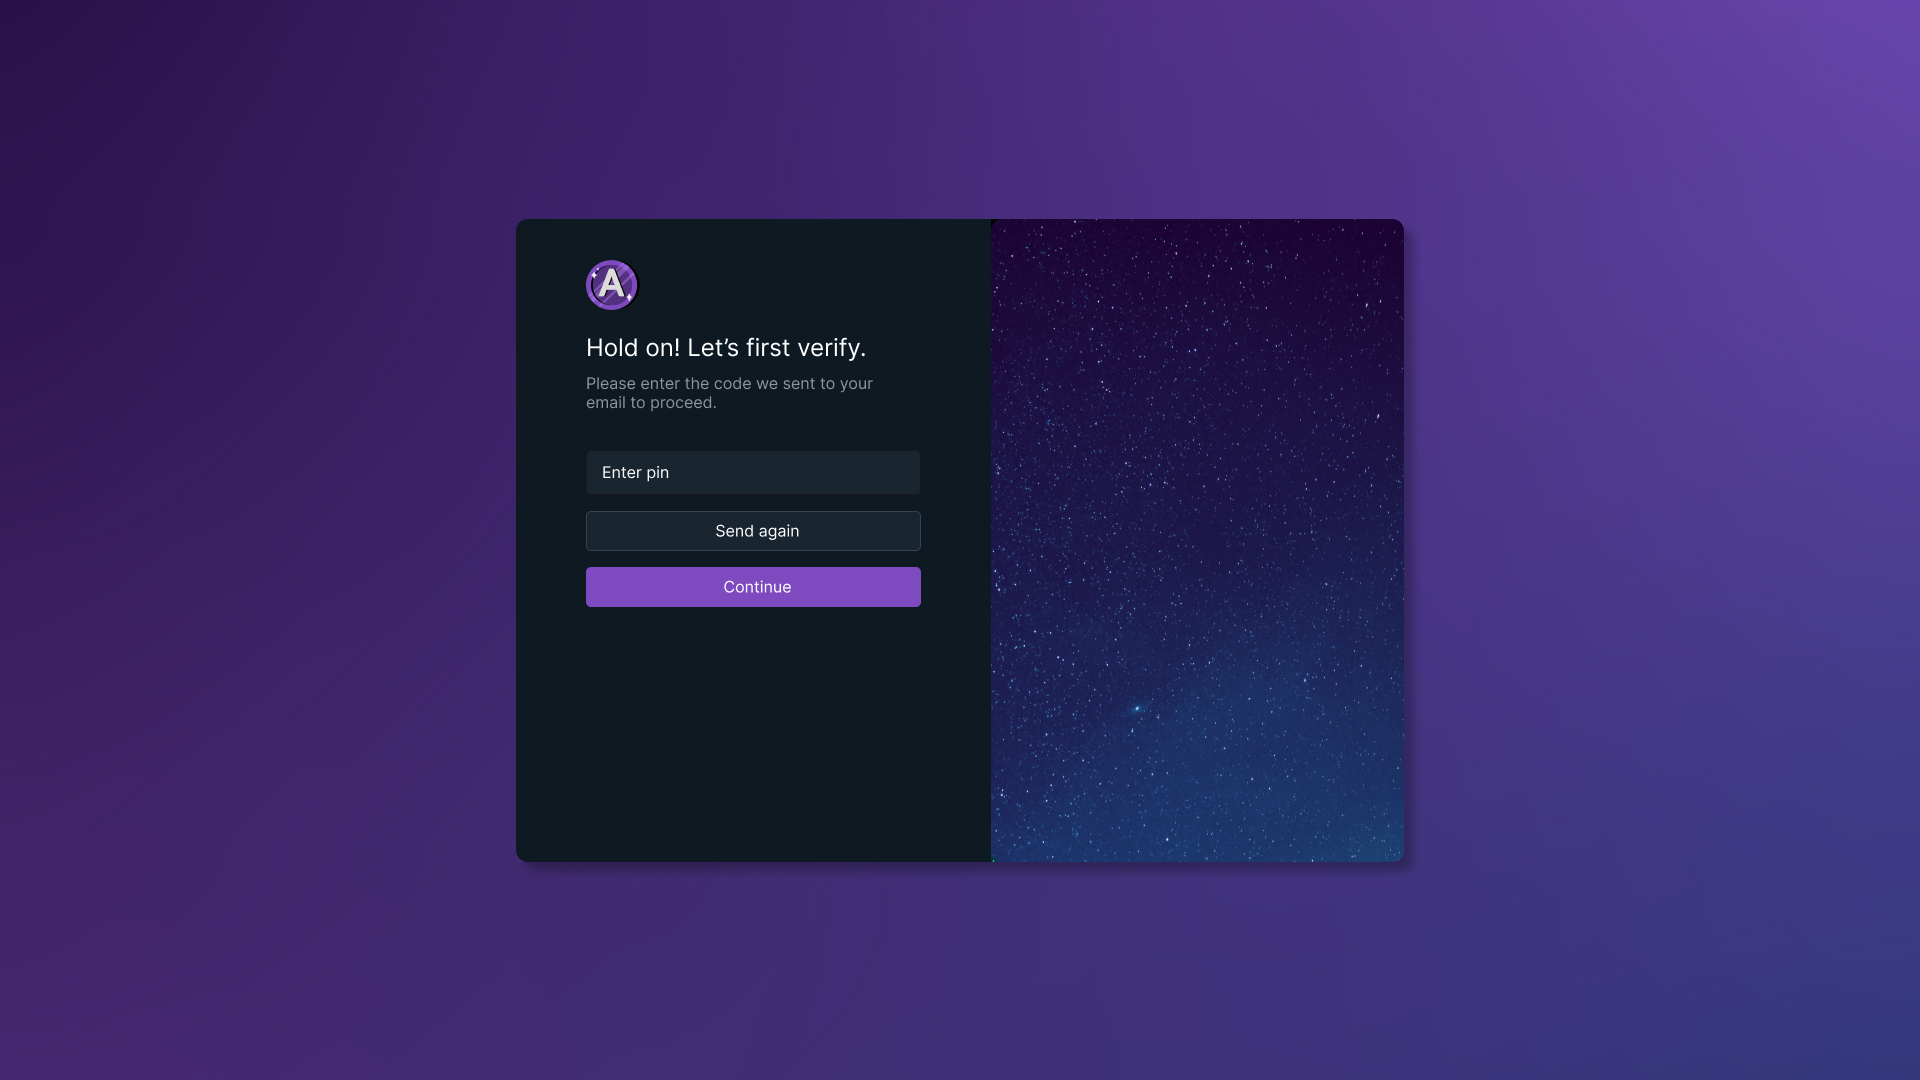 A
Hold on! Let’s first verify.
Please enter the code we sent to your
email to proceed.
Enter pin
Send again
Continue